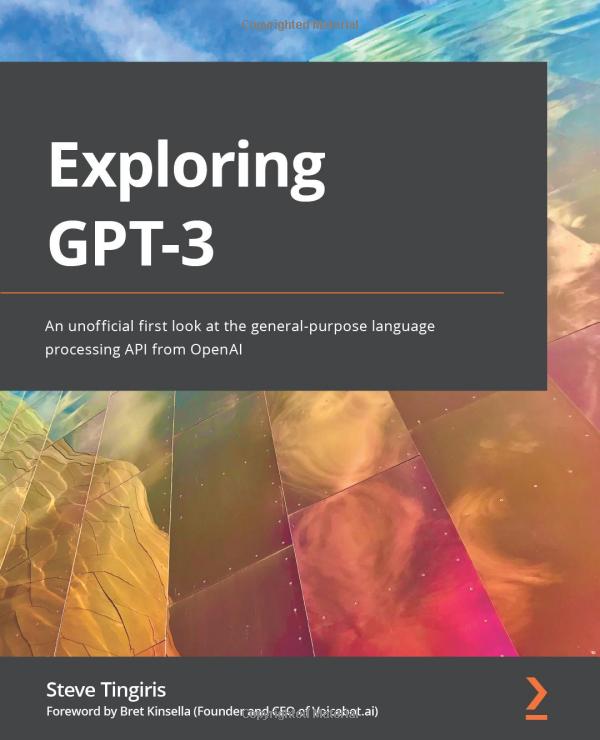 Copyrighted Material
Exploring
GPT-3
An unofficial first look at the general-purpose language
processing API from OpenAI
Steve Tingiris
Foreword by Bret Kinsella (Founder and CEO of Voicebot.ai)
Copyrighted Material